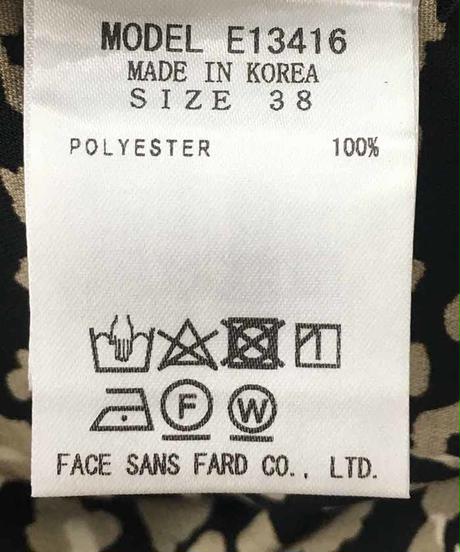 MODEL E13416
MADE IN KOREA
SIZE 38
POLYESTER 100%
F W
FACE SANS FARD CO., LTD.